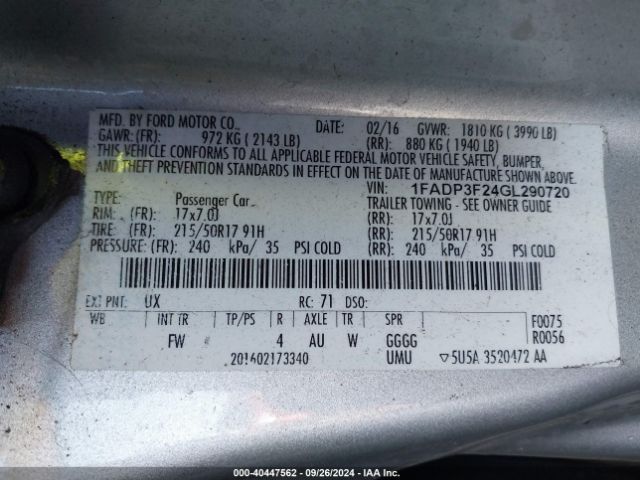 MFD. BY FORD MOTOR CO. DATE: 02/16 GVWR: 1810 KG ( 3990 LB)
GAWR: (FR): 972 KG ( 2143 LB) (RR): 880 KG ( 1940 LB)
THIS VEHICLE CONFORMS TO ALL APPLICABLE FEDERAL MOTOR VEHICLE SAFETY, BUMPER,
AND THEFT PREVENTION STANDARDS IN EFFECT ON THE DATE OF MANUFACTURE SHOWN ABOVE.
VIN: 1FADP3F24GL290720
TYPE: Passenger Car TRAILER TOWING - SEE OWNER GUIDE
RIM: (FR): 17x7.0J (RR): 17x7.0J
TIRE: (FR): 215/50R17 91H (RR): 215/50R17 91H
PRESSURE: (FR): 240 kPa/ 35 PSI COLD (RR): 240 kPa/ 35 PSI COLD
EXT PNT: UX RC: 71 DSO:
WB INT TR TP/PS R AXLE TR SPR F0075
FW 4 AU W GGGG R0056
201602173340 UMU ▽5U5A 3520472 AA
000-40447562 - 09/26/2024 - IAA Inc.